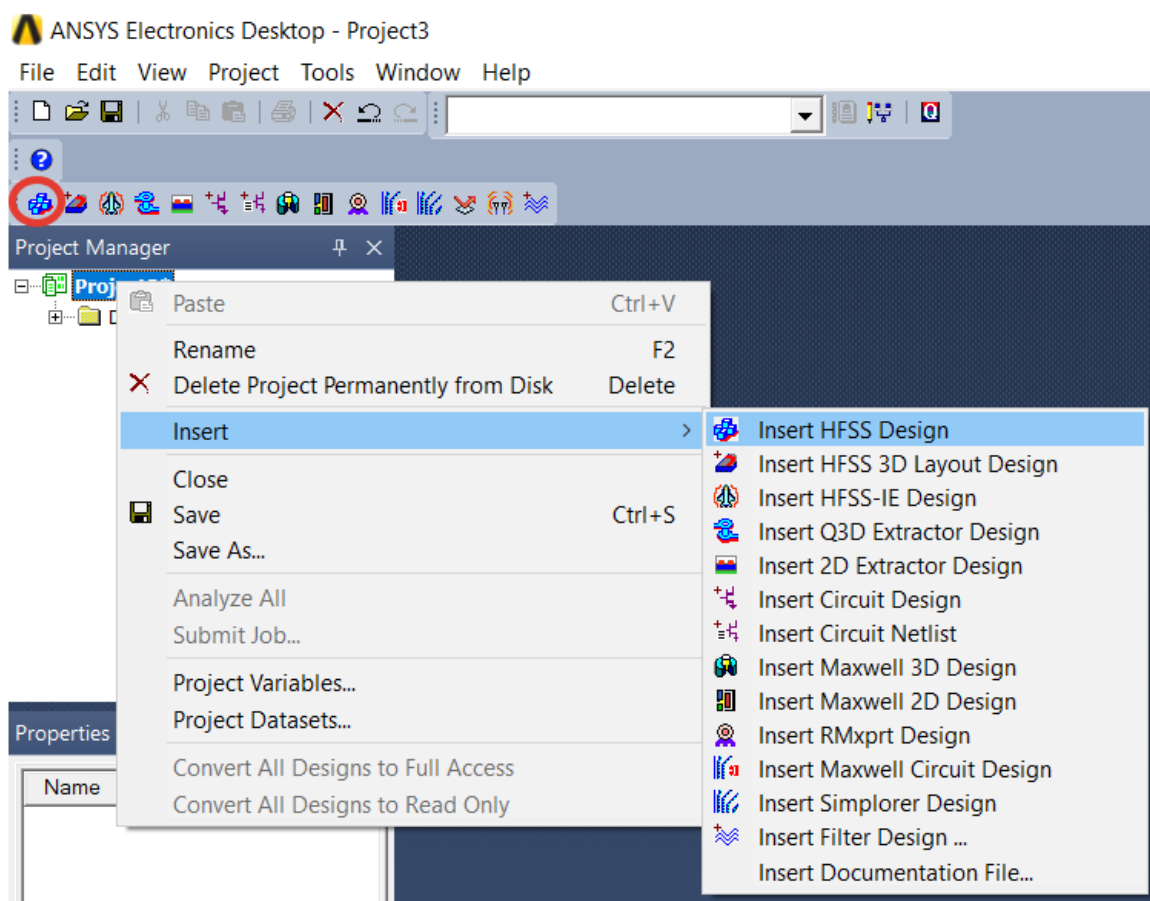 ANSYS Electronics Desktop - Project3
File Edit View Project Tools Window Help
Project Manager
Paste Ctrl+V
Rename F2
Delete Project Permanently from Disk Delete
Insert
Close
Save Ctrl+S
Save As...
Analyze All
Submit Job...
Project Variables...
Project Datasets...
Convert All Designs to Full Access
Convert All Designs to Read Only
Insert HFSS Design
Insert HFSS 3D Layout Design
Insert HFSS-IE Design
Insert Q3D Extractor Design
Insert 2D Extractor Design
Insert Circuit Design
Insert Circuit Netlist
Insert Maxwell 3D Design
Insert Maxwell 2D Design
Insert RMxprt Design
Insert Maxwell Circuit Design
Insert Simplorer Design
Insert Filter Design ...
Insert Documentation File...
Properties
Name